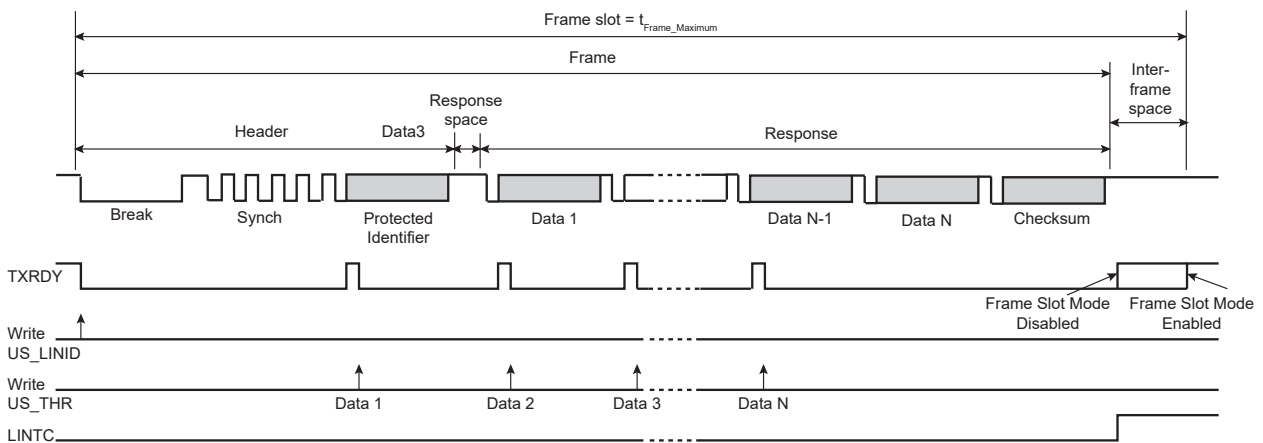 Frame slot = tFrame_Maximum
Frame
Inter-
frame
space
Response
space
Header
Data3
Response
Break
Synch
Protected
Identifier
Data 1
Data N-1
Data N
Checksum
TXRDY
Frame Slot Mode
Disabled
Frame Slot Mode
Enabled
Write
US_LINID
Write
US_THR
Data 1
Data 2
Data 3
Data N
LINTC